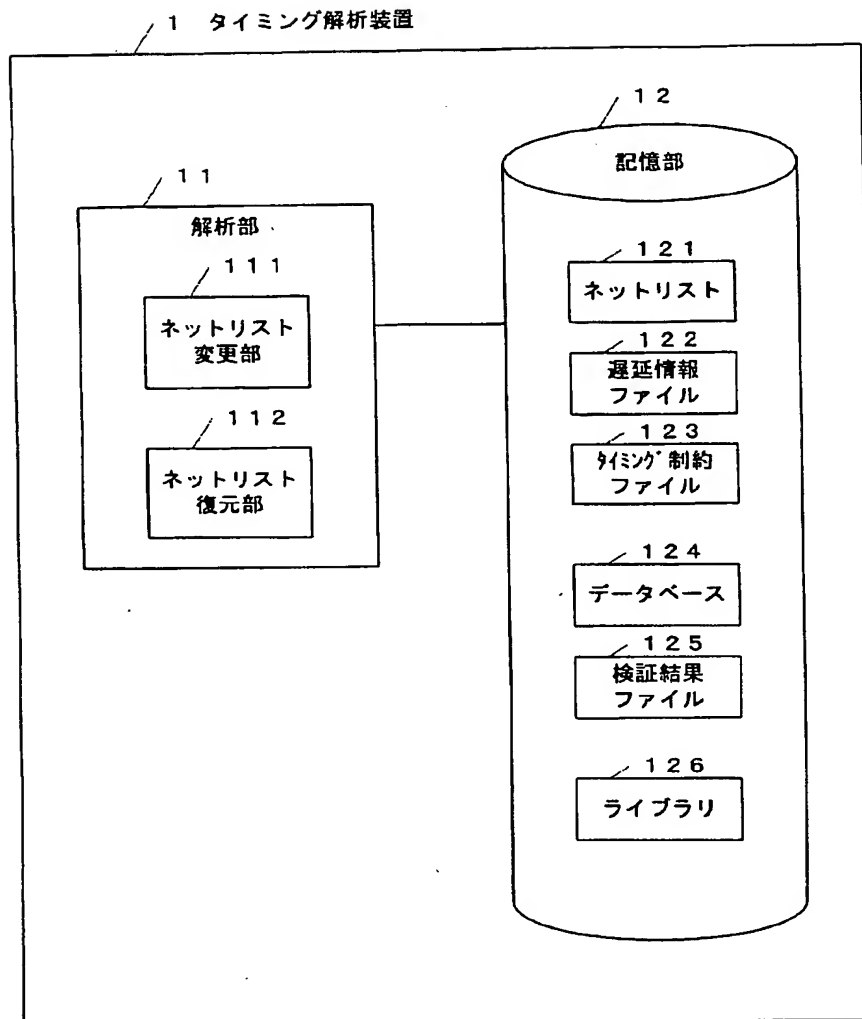 1 タイミング解析装置
11
解析部
111
ネットリスト
変更部
112
ネットリスト
復元部
12
記憶部
121
ネットリスト
122
遅延情報
ファイル
123
ﾀｲﾐﾝｸﾞ制約
ファイル
124
データベース
125
検証結果
ファイル
126
ライブラリ